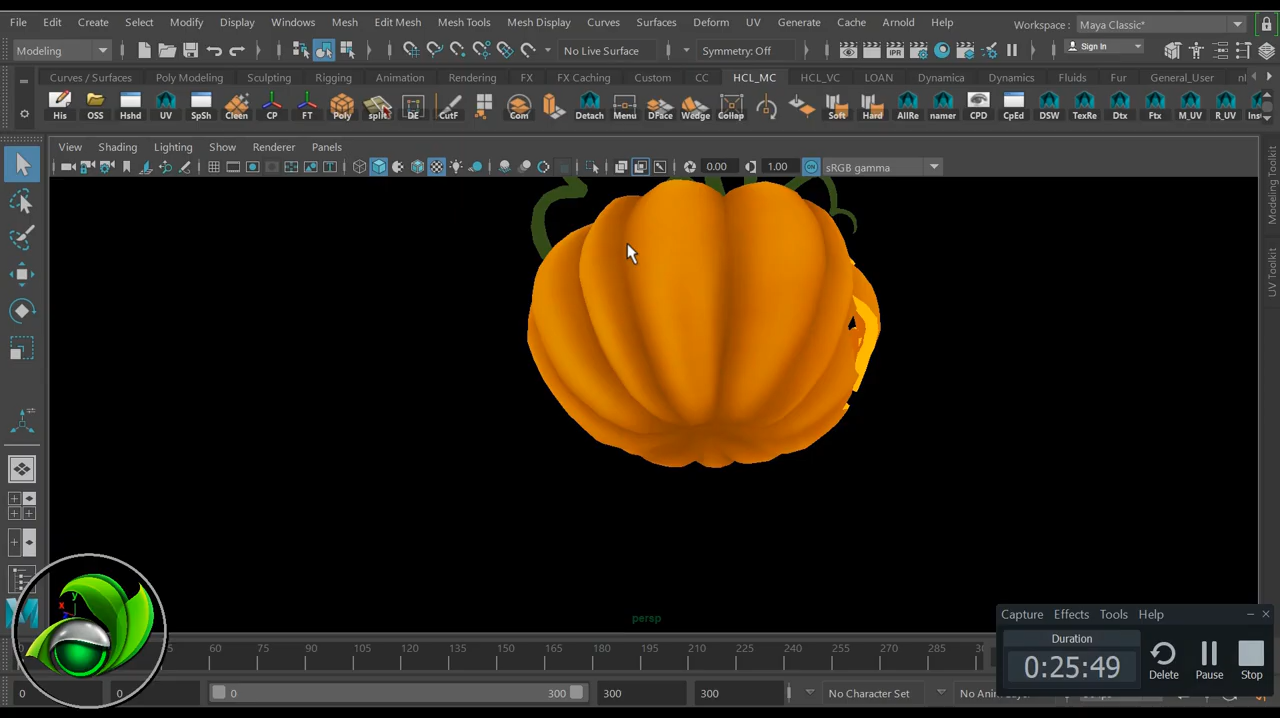 File Edit Create Select Modify Display Windows Mesh Edit Mesh Mesh Tools Mesh Display Curves Surfaces Deform UV Generate Cache Arnold Help Workspace : Maya Classic*
Modeling No Live Surface Symmetry: Off Sign In
Curves / Surfaces Poly Modeling Sculpting Rigging Animation Rendering FX FX Caching Custom CC HCL_MC HCL_VC LOAN Dynamica Dynamics Fluids Fur General_User
His OSS Hshd UV SpSh Cleen CP FT Poly split DE CutF Com Detach Menu DFace Wedge Collap Soft Hard AllRe namer CPD CpEd DSW TexRe Dtx Ftx M_UV R_UV
View Shading Lighting Show Renderer Panels
0.00 1.00 sRGB gamma
Modeling Toolkit
UV Toolkit
persp
Capture Effects Tools Help
Duration
0:25:49
Delete Pause Stop
60 75 90 105 120 135 150 165 180 195 210 225 240 255 270 285
0 0 0 300 300 300 No Character Set